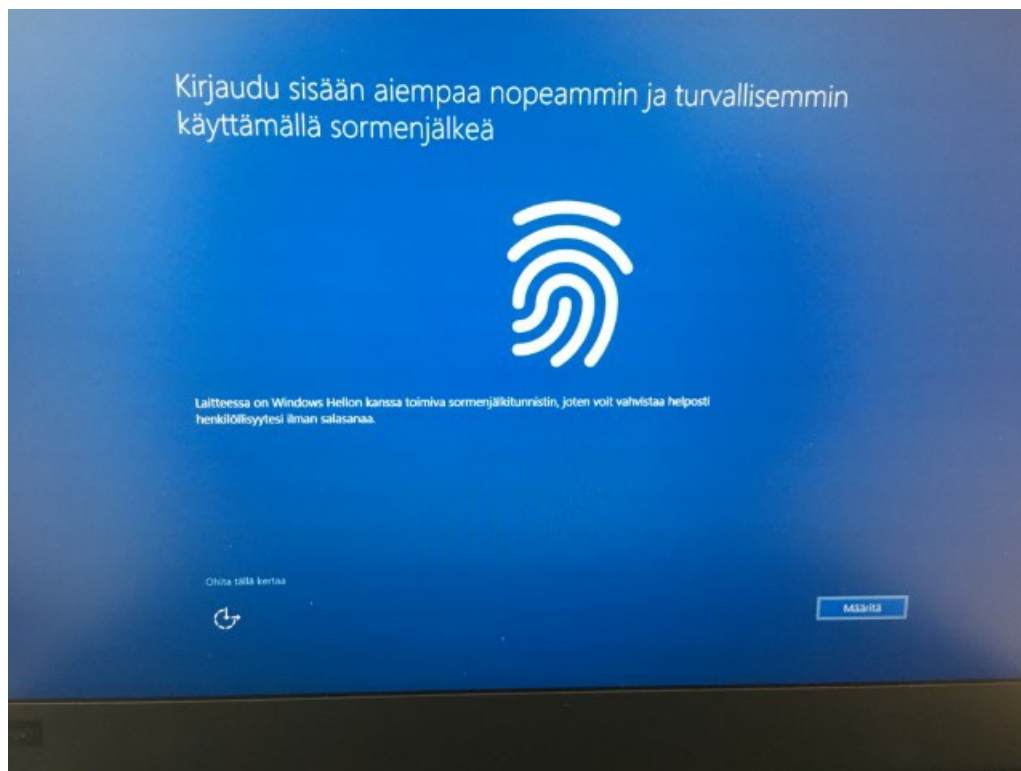 Kirjaudu sisään aiempaa nopeammin ja turvallisemmin
käyttämällä sormenjälkeä
Laitteessa on Windows Hellon kanssa toimiva sormenjälkitunnistin, joten voit vahvistaa helposti
henkilöllisyytesi ilman salasanaa.
Ohita tällä kertaa
Määritä